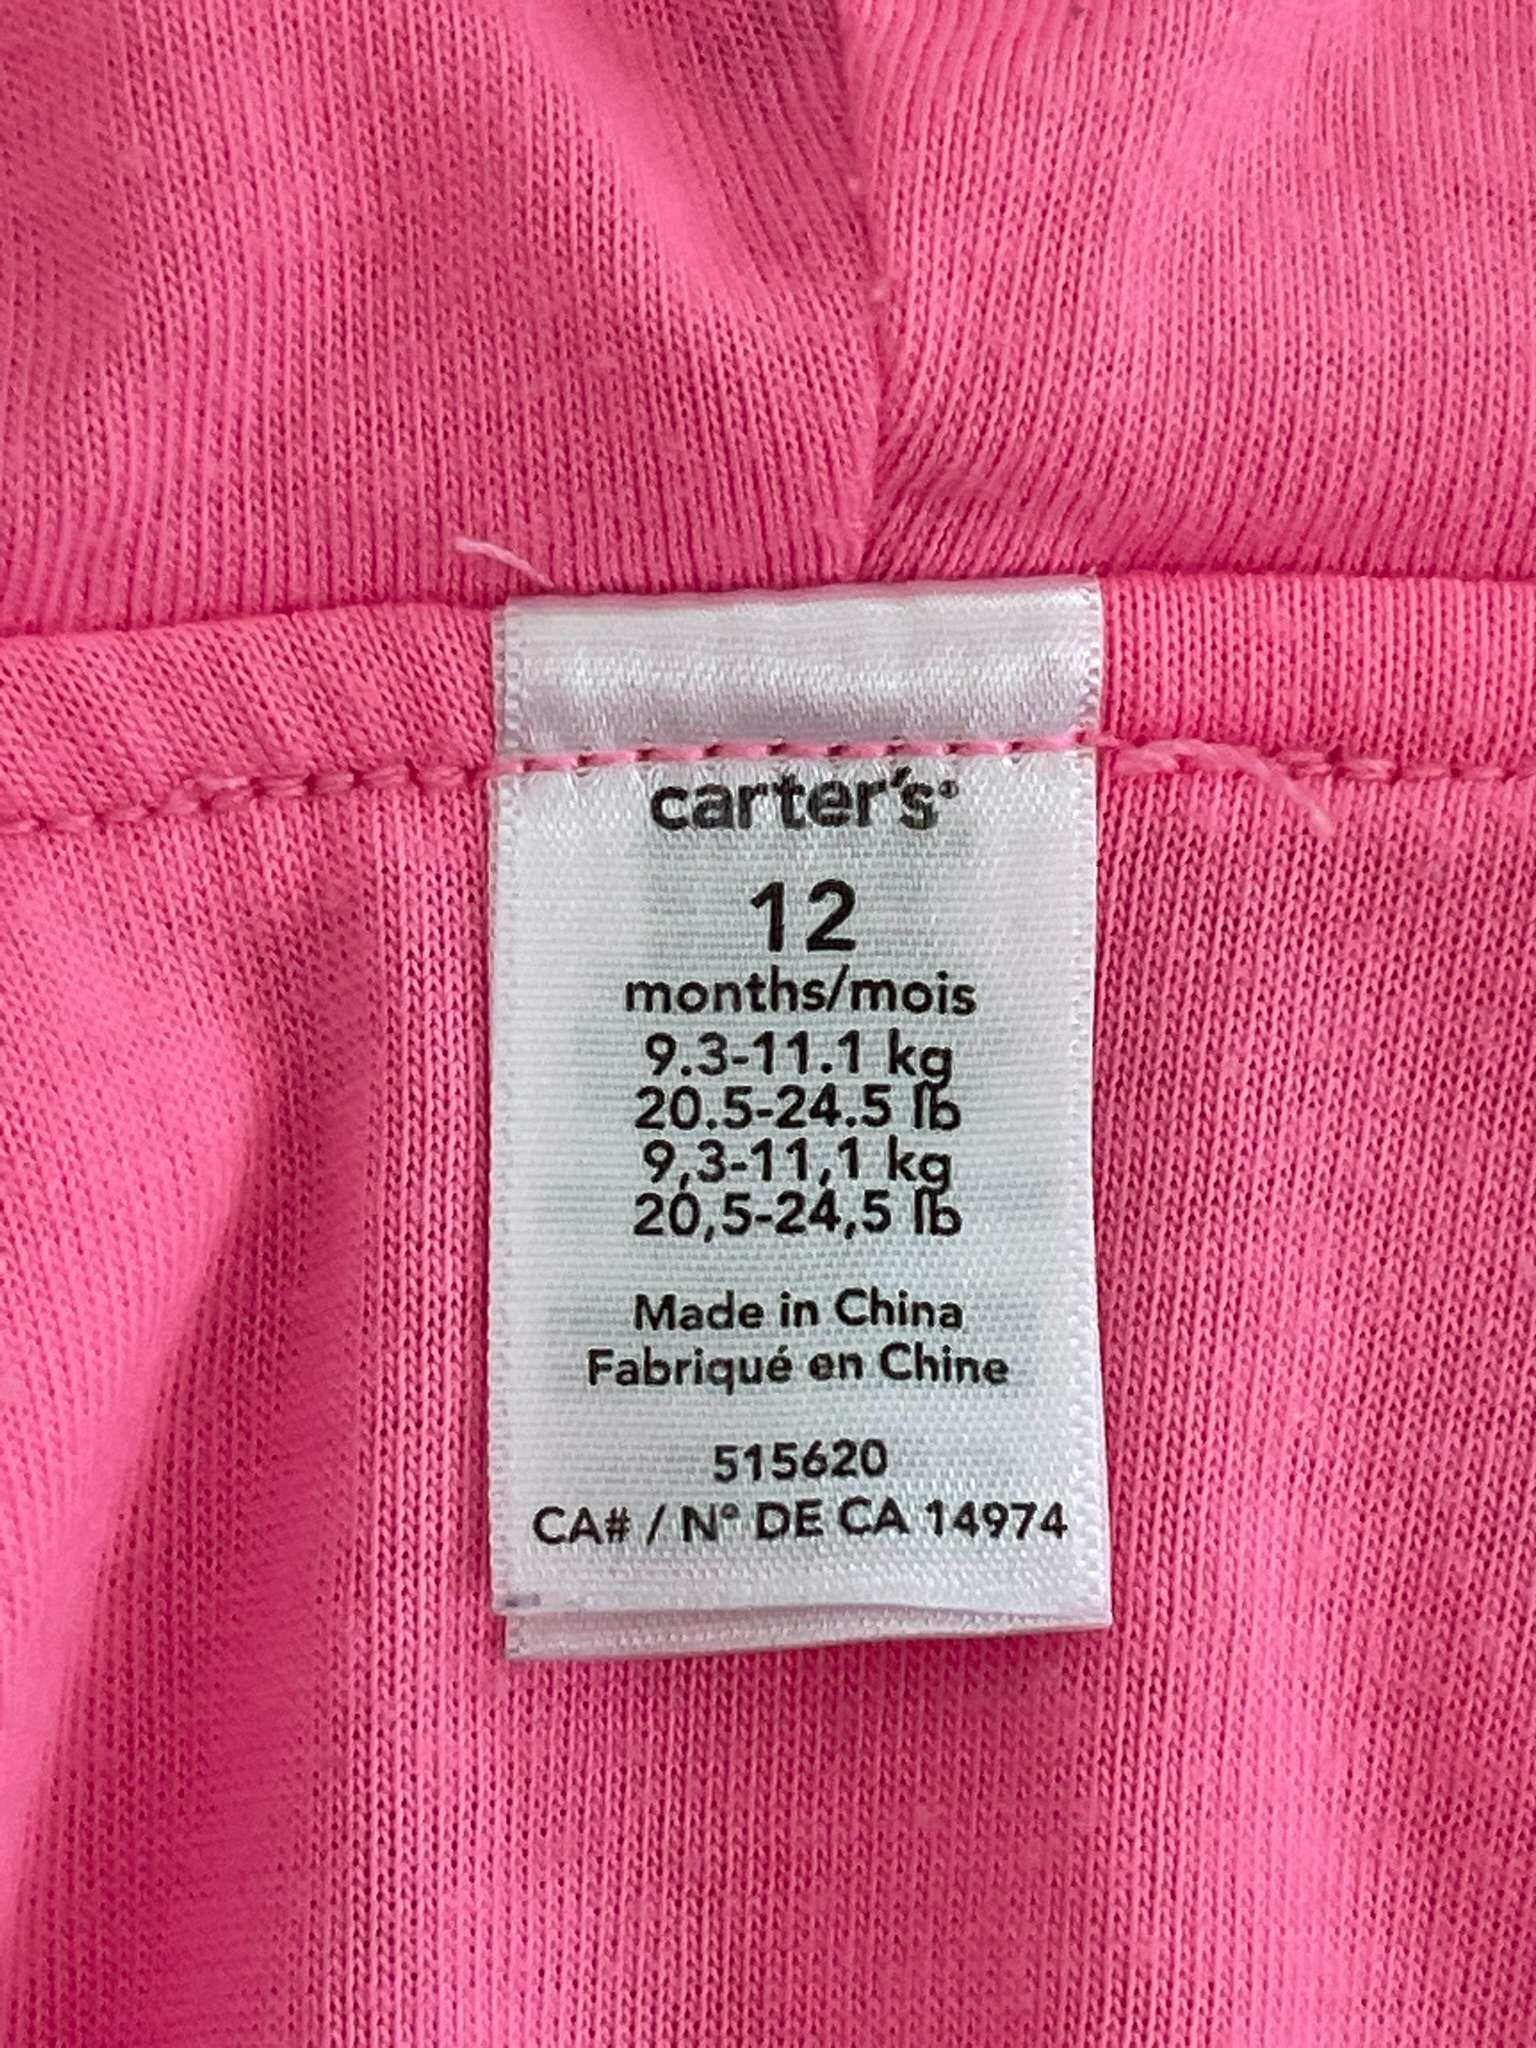 carter's®
12
months/mois
9.3-11.1 kg
20.5-24.5 lb
9,3-11,1 kg
20,5-24,5 lb
Made in China
Fabriqué en Chine
515620
CA# / N° DE CA 14974